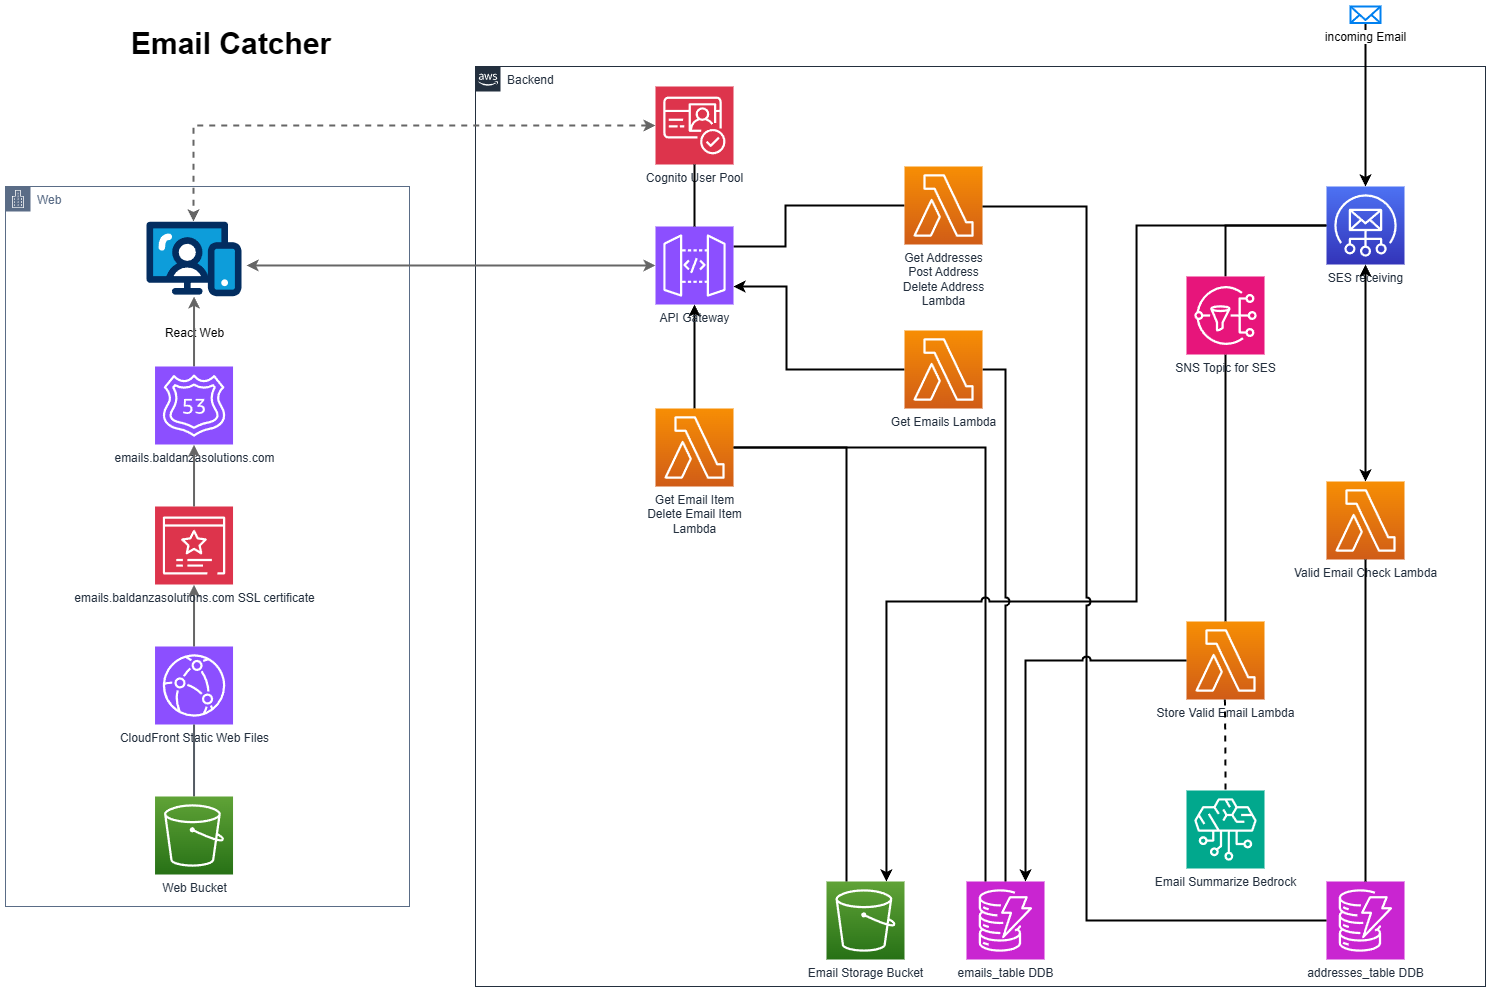 Email Catcher
incoming Email
aws
Backend
Cognito User Pool
Web
Get Addresses
Post Address
Delete Address
Lambda
SES receiving
API Gateway
React Web
SNS Topic for SES
53
Get Emails Lambda
emails.baldanzasolutions.com
Get Email Item
Delete Email Item
Lambda
Valid Email Check Lambda
emails.baldanzasolutions.com SSL certificate
Store Valid Email Lambda
CloudFront Static Web Files
Email Summarize Bedrock
Web Bucket
Email Storage Bucket
emails_table DDB
addresses_table DDB